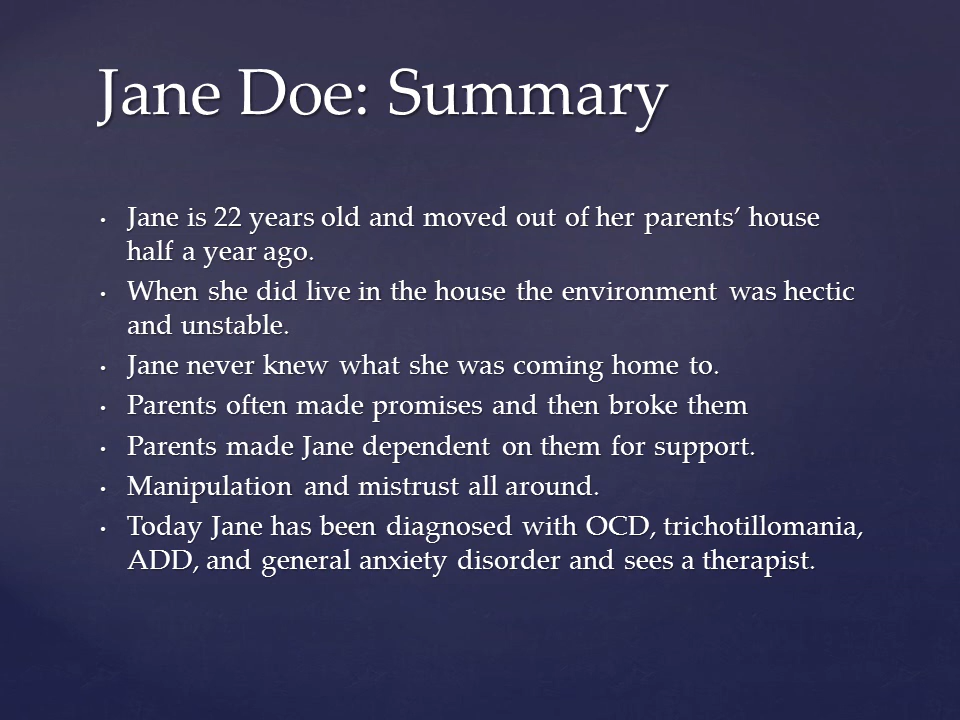 Jane Doe: Summary
• Jane is 22 years old and moved out of her parents’ house
half a year ago.
• When she did live in the house the environment was hectic
and unstable.
• Jane never knew what she was coming home to.
• Parents often made promises and then broke them
• Parents made Jane dependent on them for support.
• Manipulation and mistrust all around.
• Today Jane has been diagnosed with OCD, trichotillomania,
ADD, and general anxiety disorder and sees a therapist.